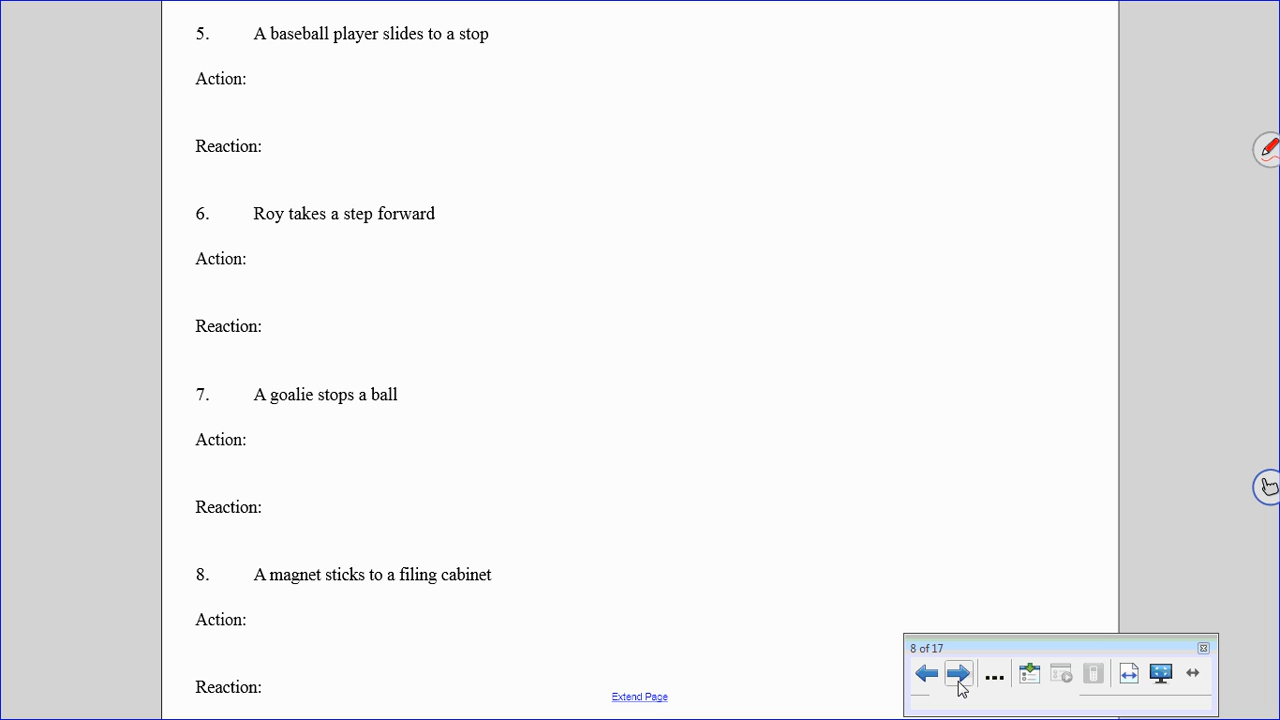 5. A baseball player slides to a stop
Action:
Reaction:
6. Roy takes a step forward
Action:
Reaction:
7. A goalie stops a ball
Action:
Reaction:
8. A magnet sticks to a filing cabinet
Action:
Reaction:
Extend Page
8 of 17